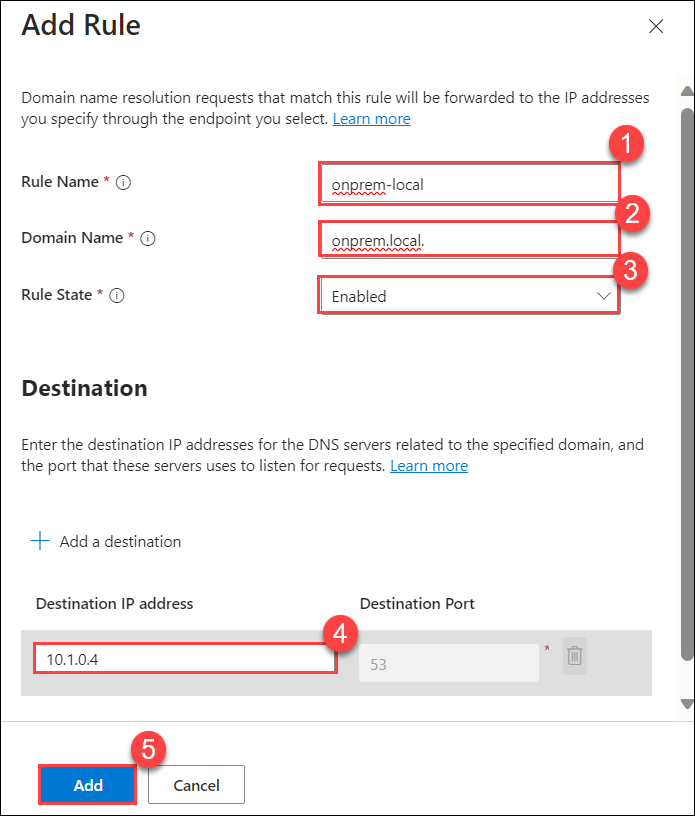 Add Rule
Domain name resolution requests that match this rule will be forwarded to the IP addresses
you specify through the endpoint you select. Learn more
1
Rule Name * onprem-local
2
Domain Name * onprem.local.
3
Rule State * Enabled
Destination
Enter the destination IP addresses for the DNS servers related to the specified domain, and
the port that these servers uses to listen for requests. Learn more
+ Add a destination
Destination IP address Destination Port
4
10.1.0.4 53 *
5
Add Cancel